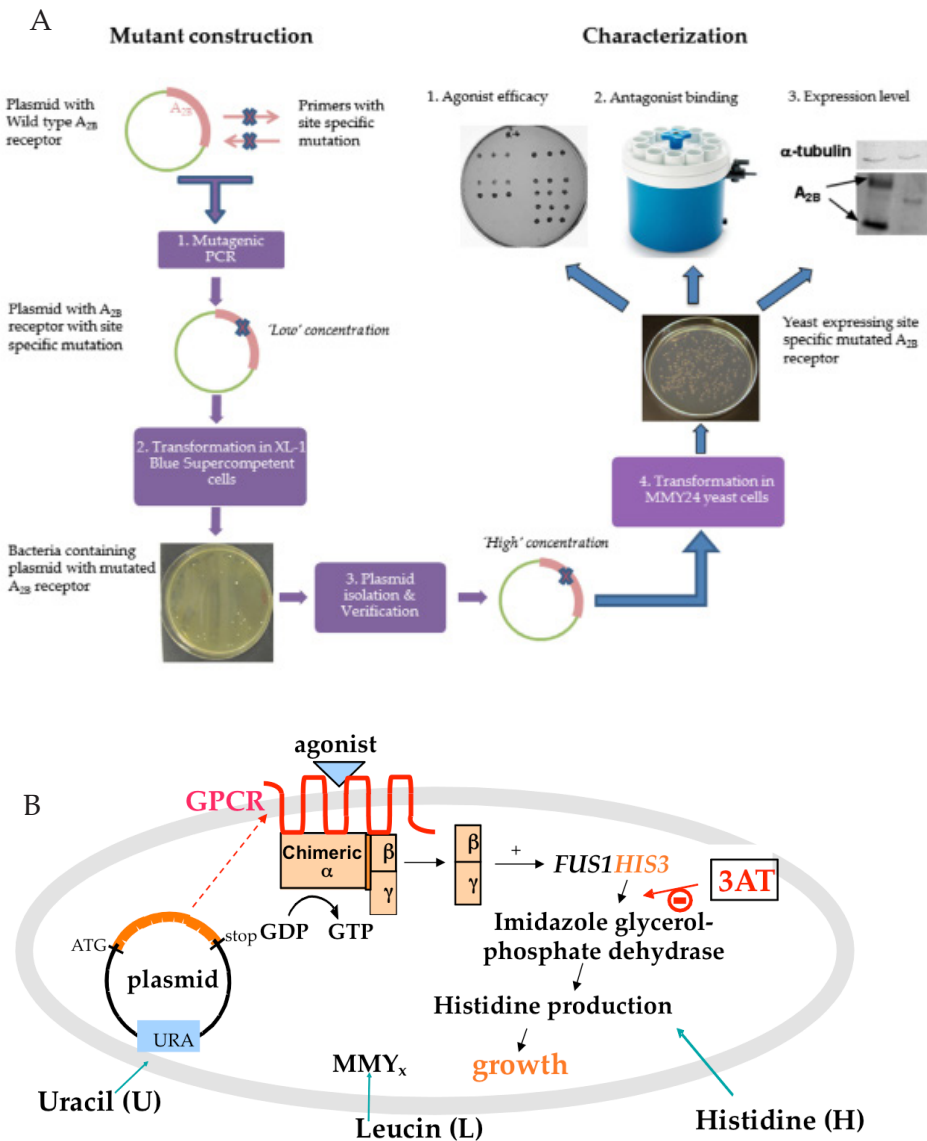 A
Mutant construction
Characterization
Plasmid with
Wild type A2B
receptor
A2B
Primers with
site specific
mutation
1. Mutagenic
PCR
Plasmid with A2B
receptor with site
specific mutation
'Low' concentration
2. Transformation in XL-1
Blue Supercompetent
cells
Bacteria containing
plasmid with mutated
A2B receptor
3. Plasmid
isolation &
Verification
'High' concentration
1. Agonist efficacy
2. Antagonist binding
3. Expression level
α-tubulin
A2B
Yeast expressing site
specific mutated A2B
receptor
4. Transformation in
MMY24 yeast cells
B
agonist
GPCR
Chimeric
α
β
γ
β
γ
+
FUS1HIS3
3AT
GDP
GTP
Imidazole glycerol-
phosphate dehydrase
ATG
stop
plasmid
URA
Histidine production
growth
MMYx
Uracil (U)
Leucin (L)
Histidine (H)